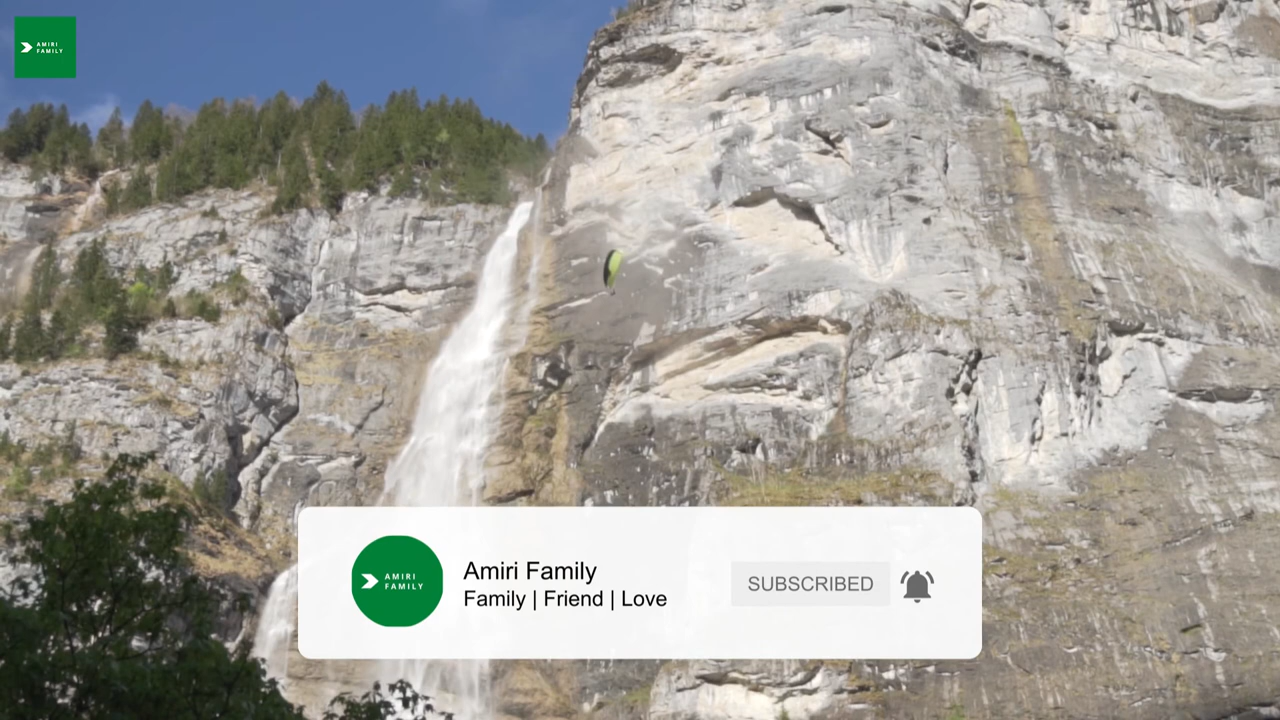 AMIRI
FAMILY
AMIRI
FAMILY
Amiri Family
Family | Friend | Love
SUBSCRIBED